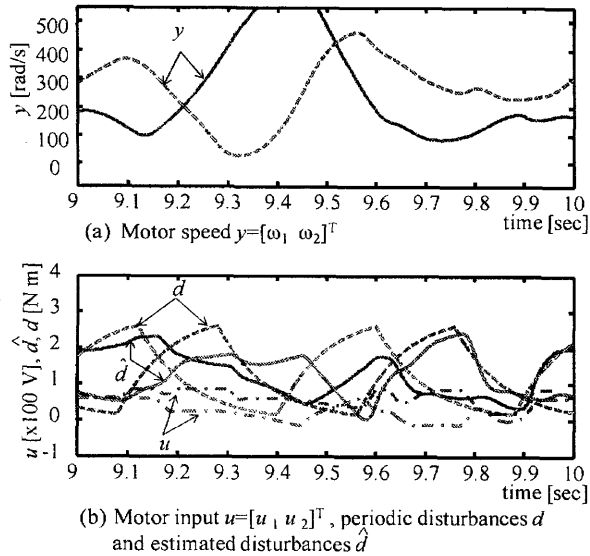 500
400
300
200
100
0
y [rad/s]
y
9 9.1 9.2 9.3 9.4 9.5 9.6 9.7 9.8 9.9 10
time [sec]
(a) Motor speed y=[ω₁ ω₂]ᵀ
4
3
2
1
0
-1
u [x100 V], d̂, d [N m]
d
d̂
u
9 9.1 9.2 9.3 9.4 9.5 9.6 9.7 9.8 9.9 10
time [sec]
(b) Motor input u=[u₁ u₂]ᵀ, periodic disturbances d
and estimated disturbances d̂